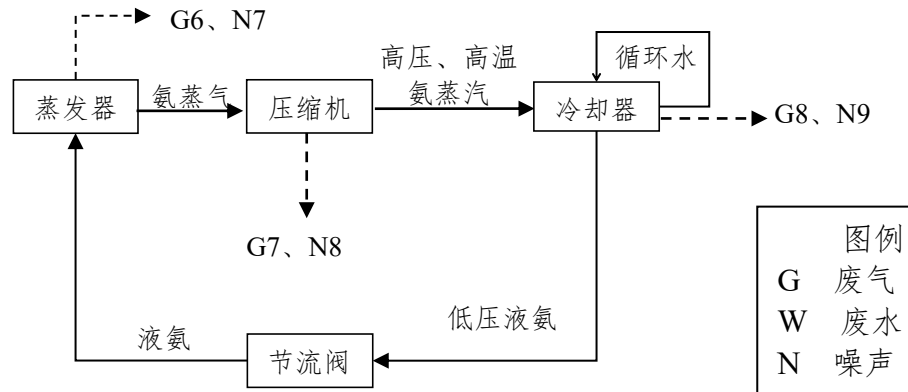 G6、N7
蒸发器
氨蒸气
压缩机
高压、高温
氨蒸汽
循环水
冷却器
G8、N9
G7、N8
液氨
节流阀
低压液氨
图例
G 废气
W 废水
N 噪声